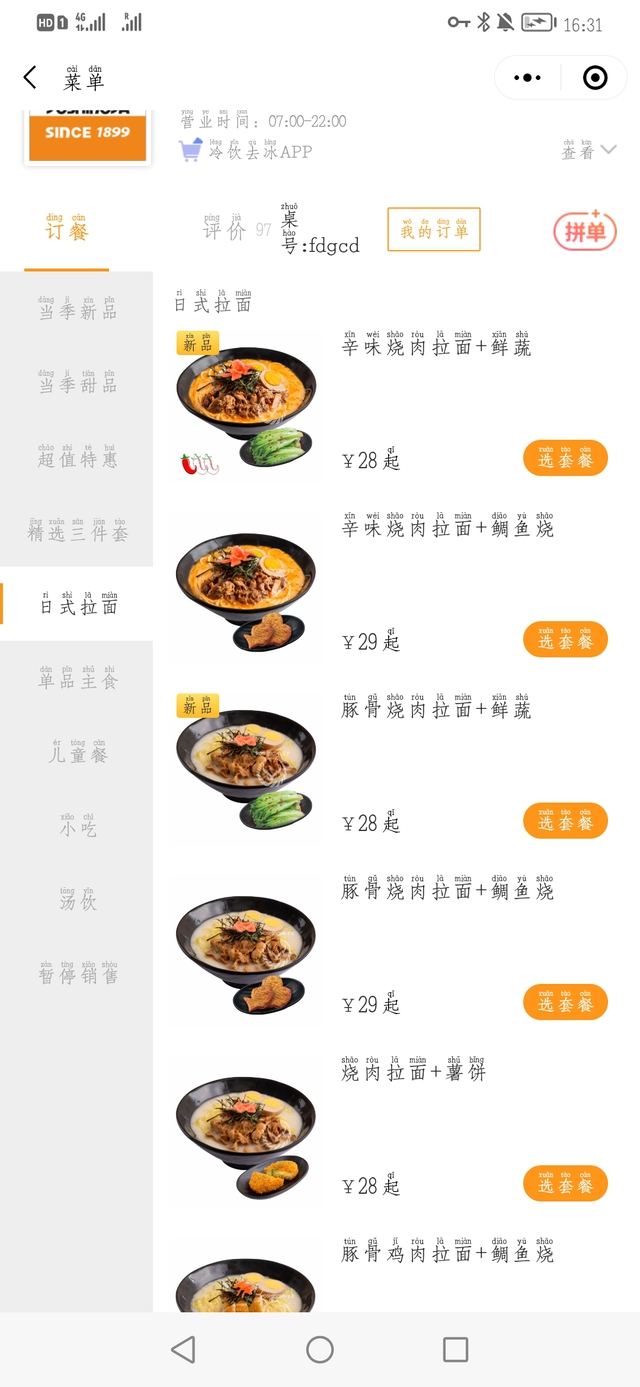 HD 1 4G R 16:31
菜单
SINCE 1899
营业时间：07:00-22:00
冷饮去冰APP
查看
订餐
评价 97
桌号:fdgcd
我的订单
拼单
当季新品
当季甜品
超值特惠
精选三件套
日式拉面
单品主食
儿童餐
小吃
汤饮
暂停销售
日式拉面
新品
辛味烧肉拉面+鲜蔬
¥28起
选套餐
辛味烧肉拉面+鲷鱼烧
¥29起
选套餐
新品
豚骨烧肉拉面+鲜蔬
¥28起
选套餐
豚骨烧肉拉面+鲷鱼烧
¥29起
选套餐
烧肉拉面+薯饼
¥28起
选套餐
豚骨鸡肉拉面+鲷鱼烧